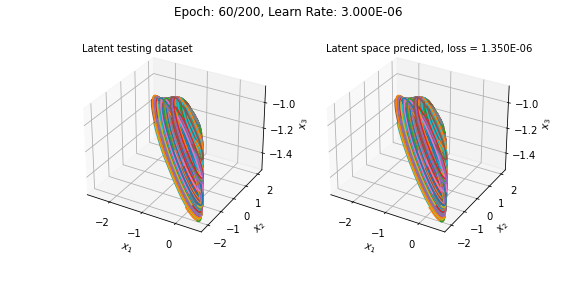 Epoch: 60/200, Learn Rate: 3.000E-06
Latent testing dataset
−1.0
−1.2
−1.4
x₃
2
1
0
−1
−2
x₂
−2
−1
0
x₁
Latent space predicted, loss = 1.350E-06
−1.0
−1.2
−1.4
x₃
2
1
0
−1
−2
x₂
−2
−1
0
x₁